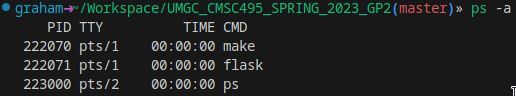 graham→~/Workspace/UMGC_CMSC495_SPRING_2023_GP2(master)» ps -a
PID TTY          TIME CMD
222070 pts/1    00:00:00 make
222071 pts/1    00:00:00 flask
223000 pts/2    00:00:00 ps